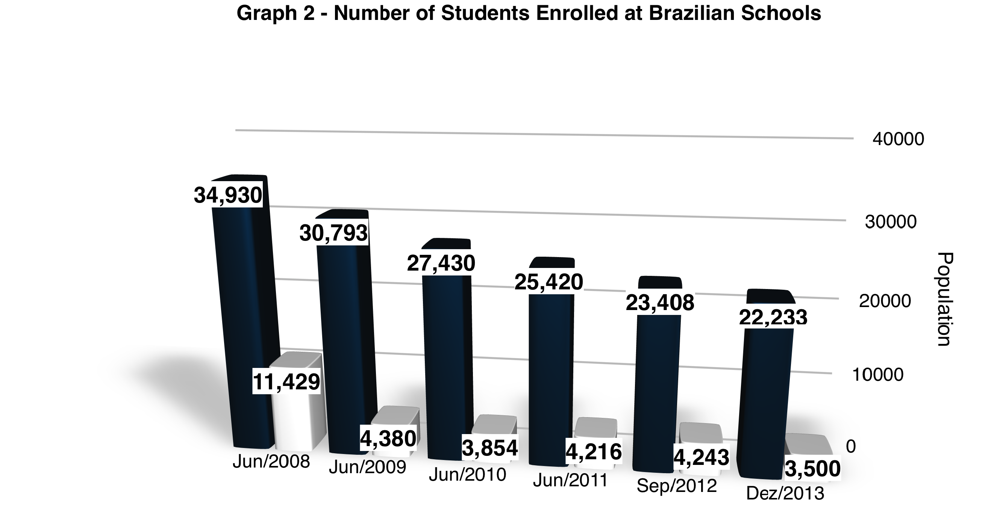 Graph 2 - Number of Students Enrolled at Brazilian Schools
40000
30000
20000
10000
0
Population
34,930
30,793
27,430
25,420
23,408
22,233
11,429
4,380
3,854
4,216
4,243
3,500
Jun/2008
Jun/2009
Jun/2010
Jun/2011
Sep/2012
Dez/2013